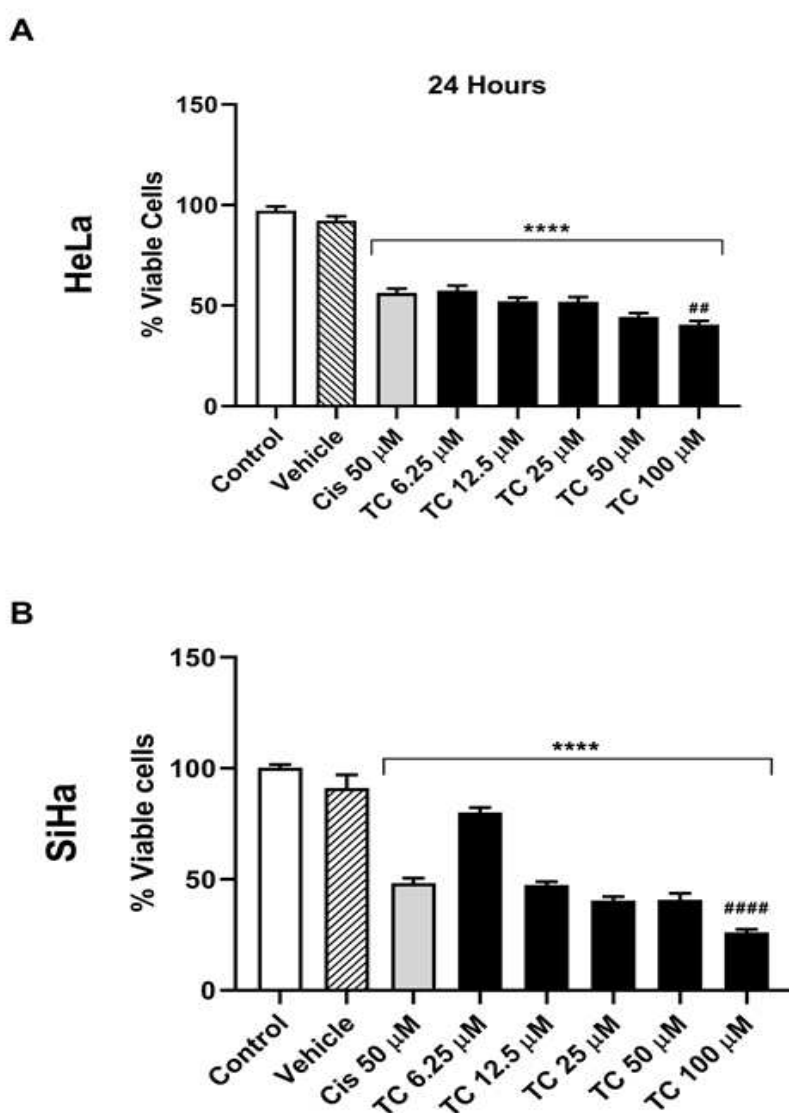 A
24 Hours
HeLa
% Viable Cells
150
100
50
0
****
##
Control
Vehicle
Cis 50 μM
TC 6.25 μM
TC 12.5 μM
TC 25 μM
TC 50 μM
TC 100 μM
B
SiHa
% Viable cells
150
100
50
0
****
####
Control
Vehicle
Cis 50 μM
TC 6.25 μM
TC 12.5 μM
TC 25 μM
TC 50 μM
TC 100 μM